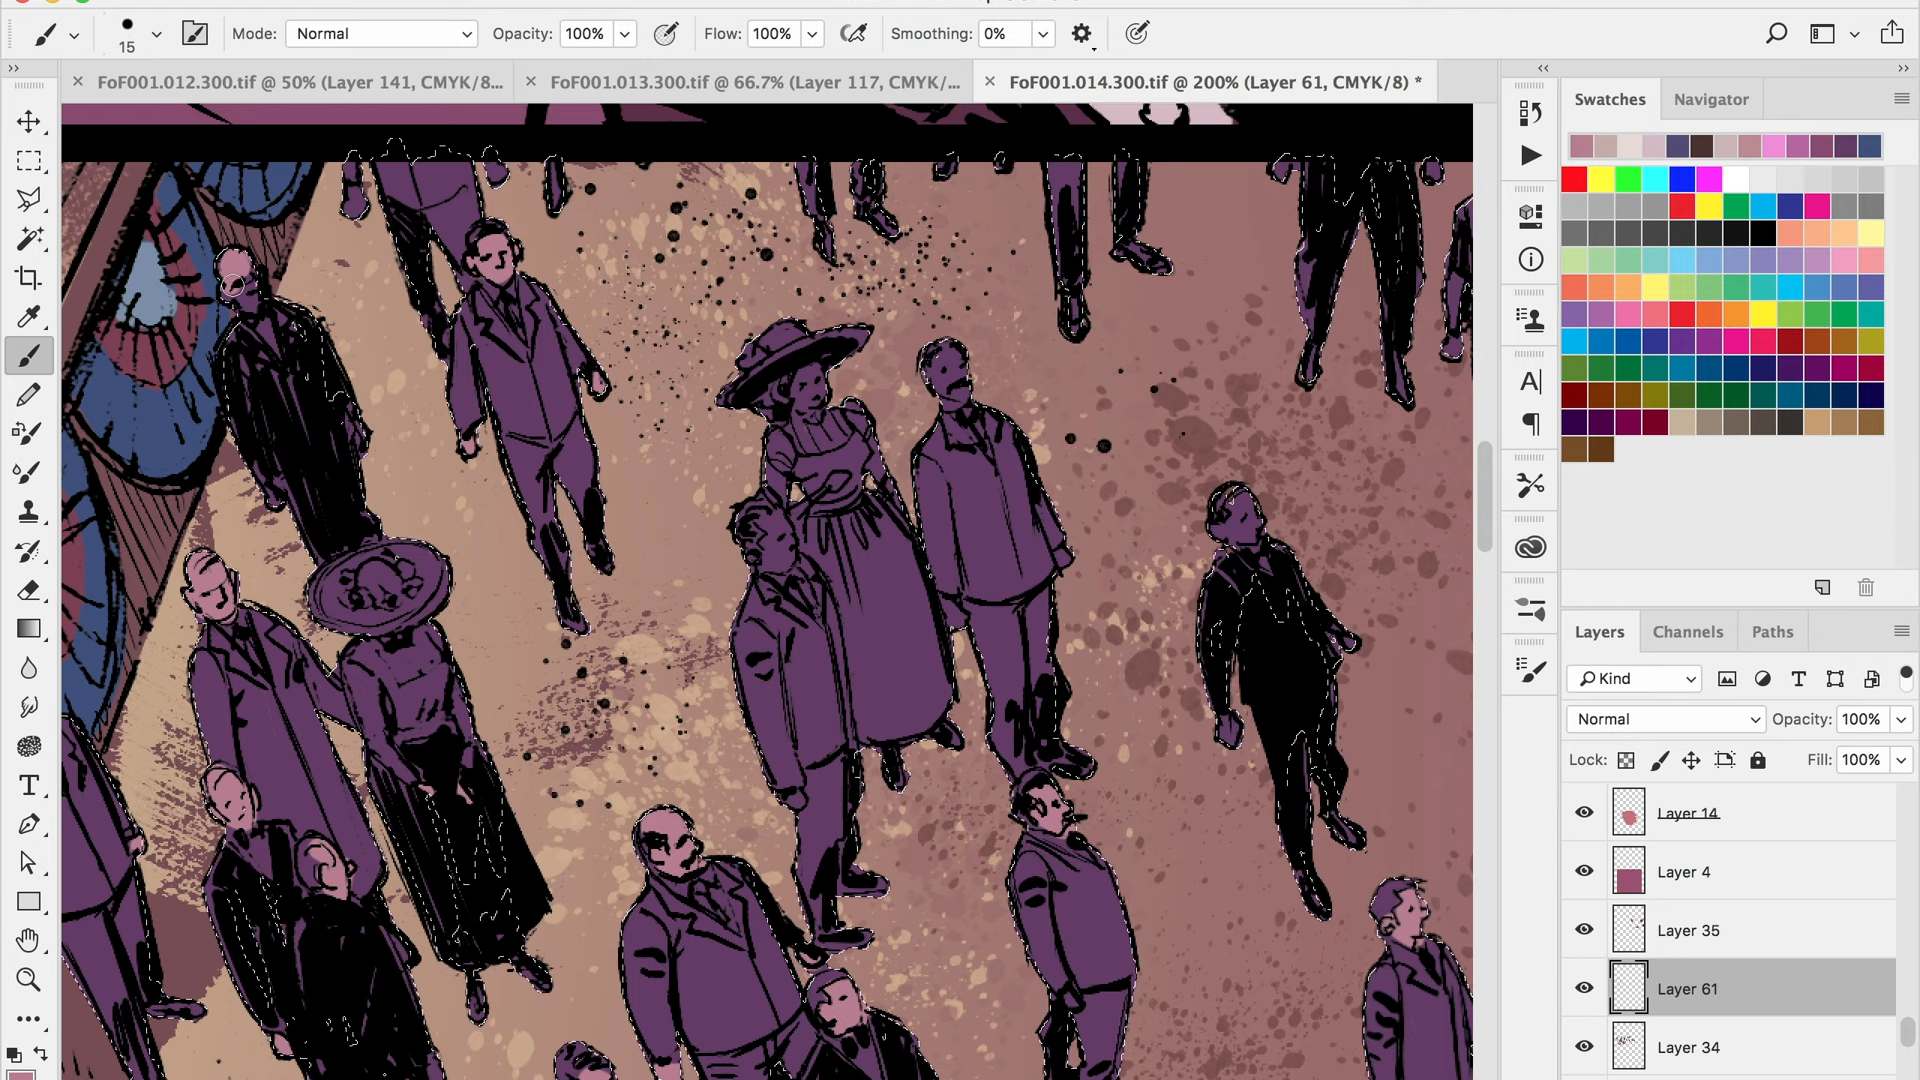 15
Mode: Normal
Opacity: 100%
Flow: 100%
Smoothing: 0%
FoF001.012.300.tif @ 50% (Layer 141, CMYK/8...
FoF001.013.300.tif @ 66.7% (Layer 117, CMYK/...
FoF001.014.300.tif @ 200% (Layer 61, CMYK/8) *
Swatches
Navigator
Layers
Channels
Paths
Kind
Normal
Opacity: 100%
Lock:
Fill: 100%
Layer 14
Layer 4
Layer 35
Layer 61
Layer 34